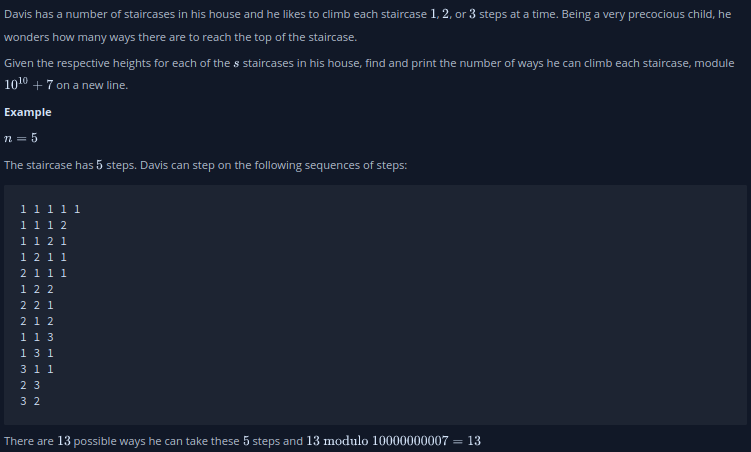 Davis has a number of staircases in his house and he likes to climb each staircase 1, 2, or 3 steps at a time. Being a very precocious child, he
wonders how many ways there are to reach the top of the staircase.
Given the respective heights for each of the s staircases in his house, find and print the number of ways he can climb each staircase, module
10^10 + 7 on a new line.
Example
n = 5
The staircase has 5 steps. Davis can step on the following sequences of steps:
1 1 1 1 1
1 1 1 2
1 1 2 1
1 2 1 1
2 1 1 1
1 2 2
2 2 1
2 1 2
1 1 3
1 3 1
3 1 1
2 3
3 2
There are 13 possible ways he can take these 5 steps and 13 modulo 10000000007 = 13